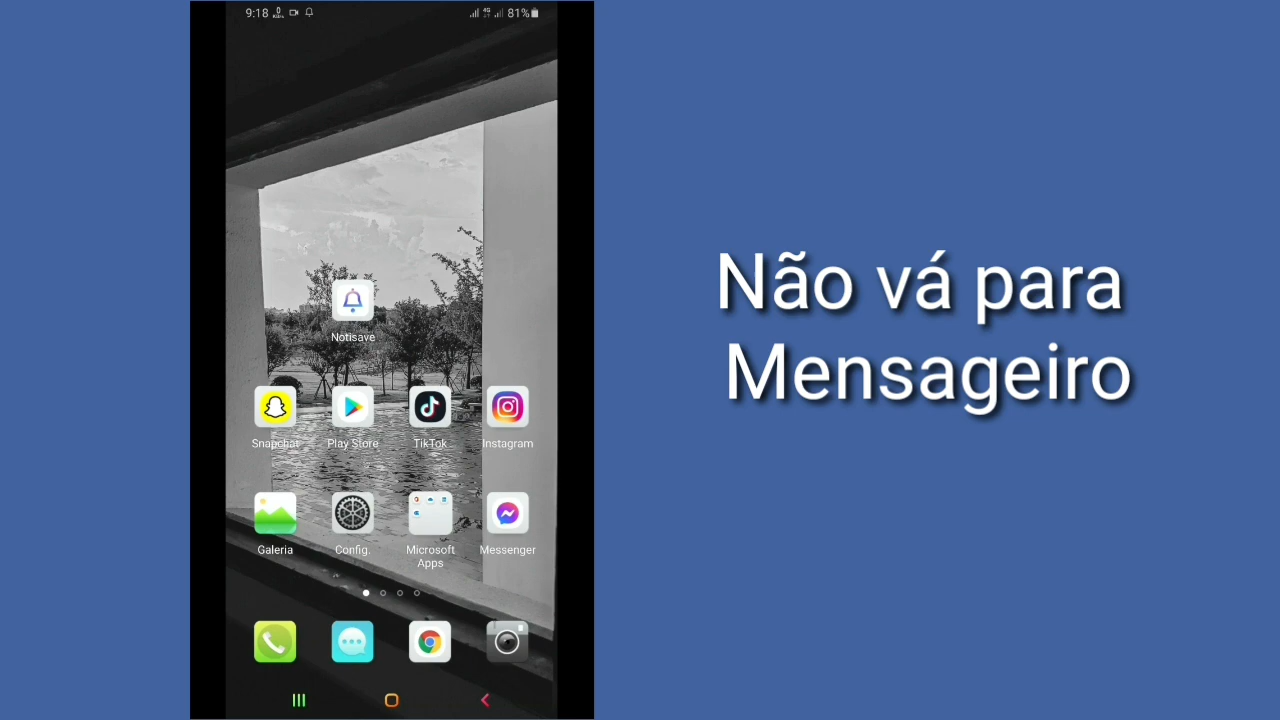 9:18
81%
Notisave
Snapchat
Play Store
TikTok
Instagram
Galeria
Config.
Microsoft
Apps
Messenger
Não vá para
Mensageiro